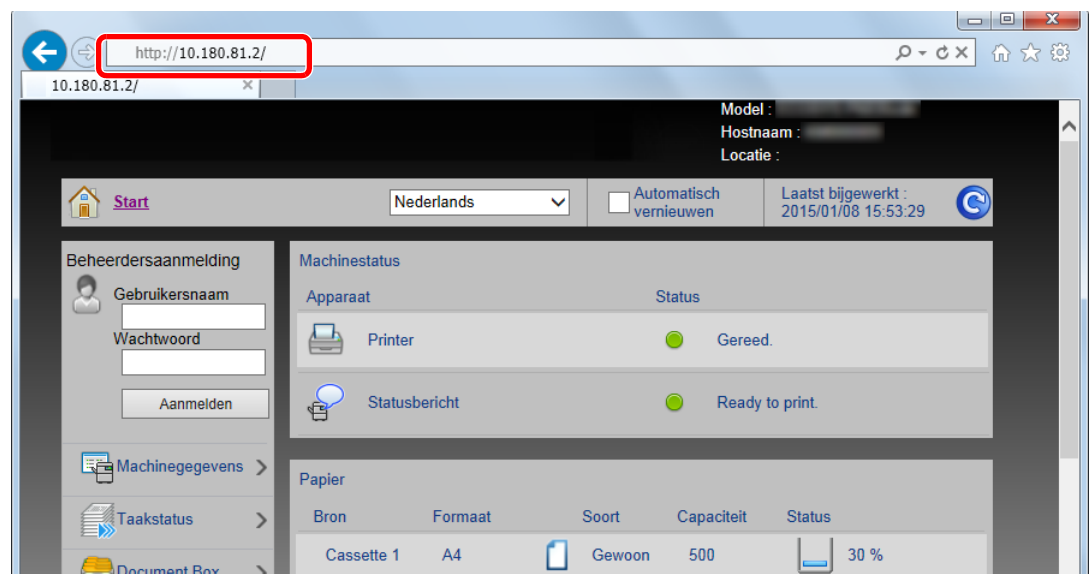 http://10.180.81.2/
10.180.81.2/
Model :
Hostnaam :
Locatie :
Start
Nederlands
Automatisch
vernieuwen
Laatst bijgewerkt :
2015/01/08 15:53:29
Beheerdersaanmelding
Gebruikersnaam
Wachtwoord
Aanmelden
Machinegegevens
Taakstatus
Document Box
Machinestatus
Apparaat Status
Printer Gereed.
Statusbericht Ready to print.
Papier
Bron Formaat Soort Capaciteit Status
Cassette 1 A4 Gewoon 500 30 %